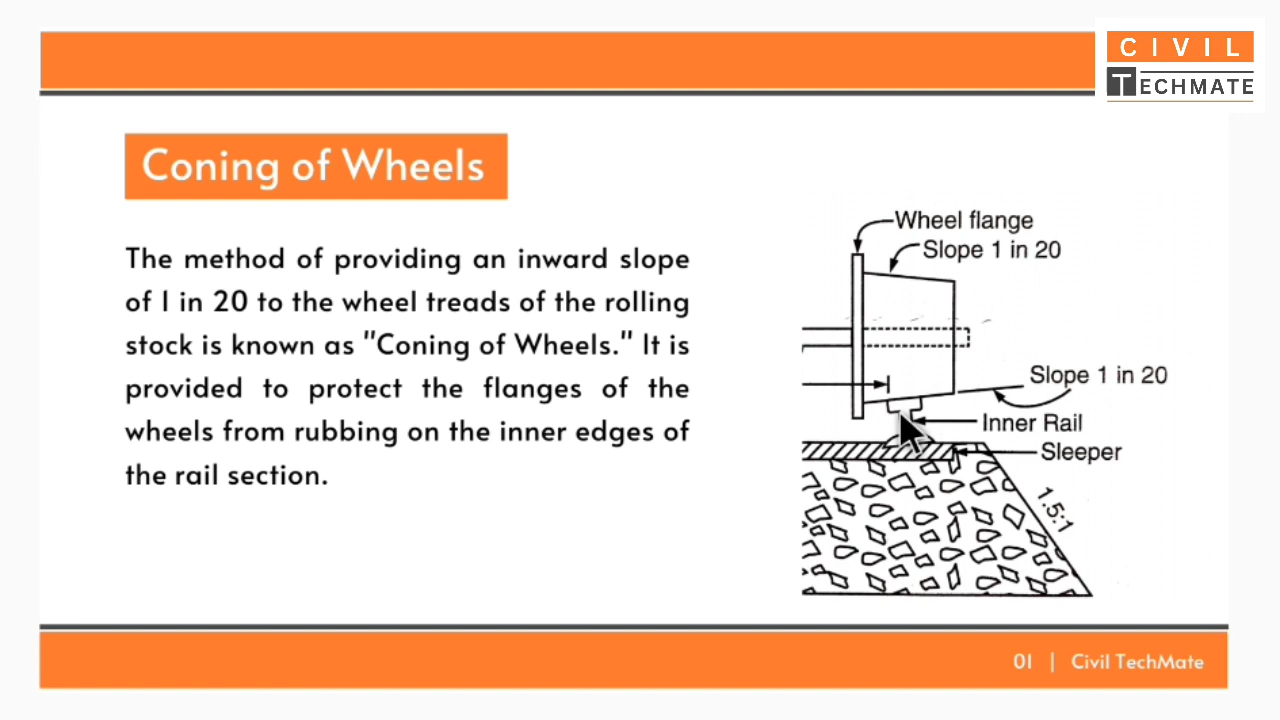 CIVIL
TECHMATE
Coning of Wheels
The method of providing an inward slope
of 1 in 20 to the wheel treads of the rolling
stock is known as "Coning of Wheels." It is
provided to protect the flanges of the
wheels from rubbing on the inner edges of
the rail section.
Wheel flange
Slope 1 in 20
Slope 1 in 20
Inner Rail
Sleeper
1.5:1
01 | Civil TechMate